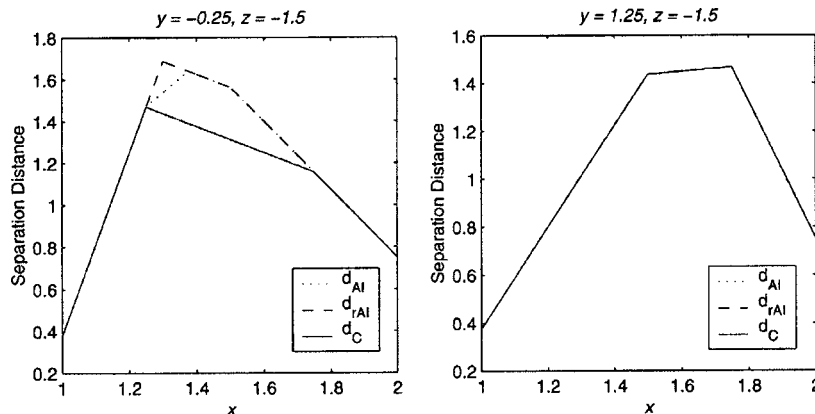 y = −0.25, z = −1.5
1.8
1.6
1.4
1.2
1
0.8
0.6
0.4
0.2
Separation Distance
d_AI
d_rAI
d_C
1 1.2 1.4 1.6 1.8 2
x
y = 1.25, z = −1.5
1.6
1.4
1.2
1
0.8
0.6
0.4
0.2
Separation Distance
d_AI
d_rAI
d_C
1 1.2 1.4 1.6 1.8 2
x